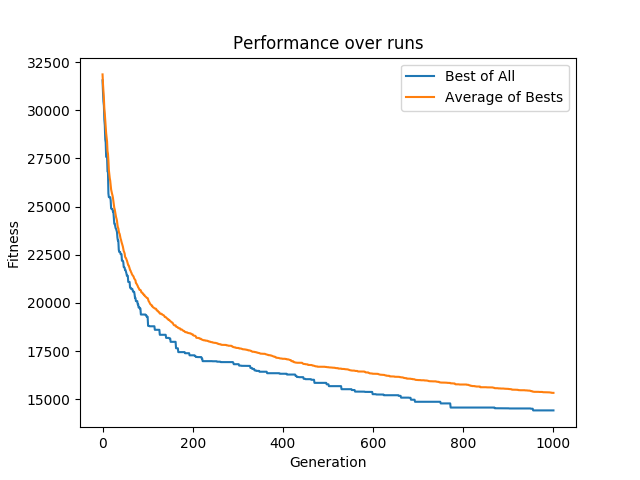 Performance over runs
Best of All
Average of Bests
32500
30000
27500
25000
22500
20000
17500
15000
Fitness
0 200 400 600 800 1000
Generation